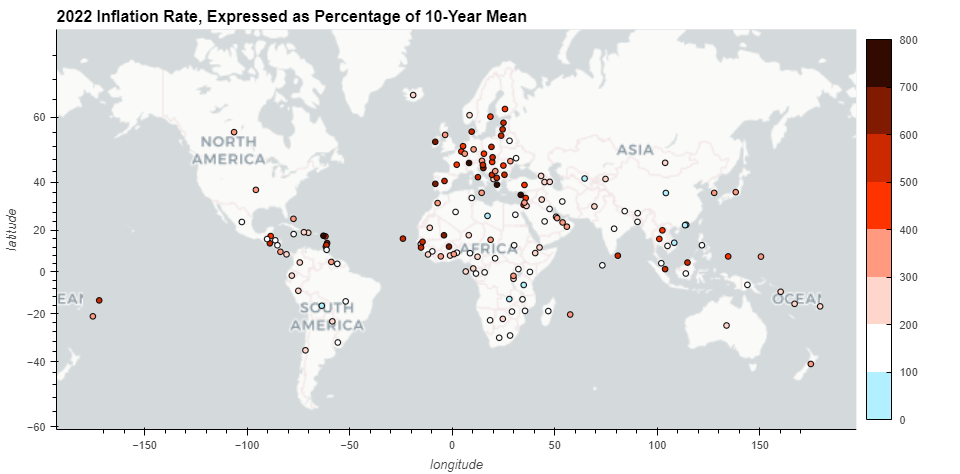 2022 Inflation Rate, Expressed as Percentage of 10-Year Mean
800
700
600
500
400
300
200
100
0
60
40
20
0
−20
−40
−60
latitude
NORTH
AMERICA
ASIA
AFRICA
SOUTH
AMERICA
EAN
OCEAN
−150
−100
−50
0
50
100
150
longitude